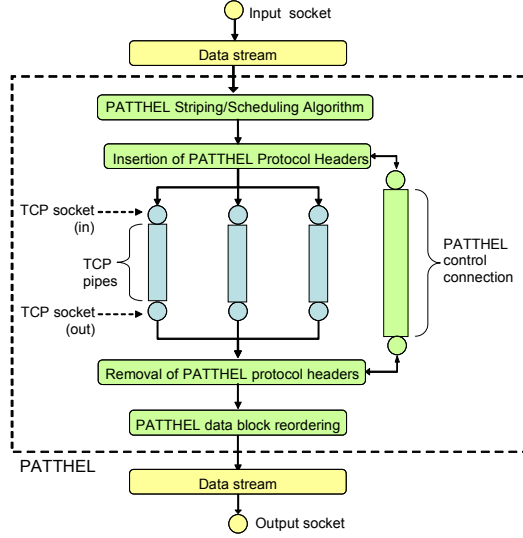 Input socket
Data stream
PATTHEL Striping/Scheduling Algorithm
Insertion of PATTHEL Protocol Headers
TCP socket
(in)
TCP
pipes
PATTHEL
control
connection
TCP socket
(out)
Removal of PATTHEL protocol headers
PATTHEL data block reordering
PATTHEL
Data stream
Output socket